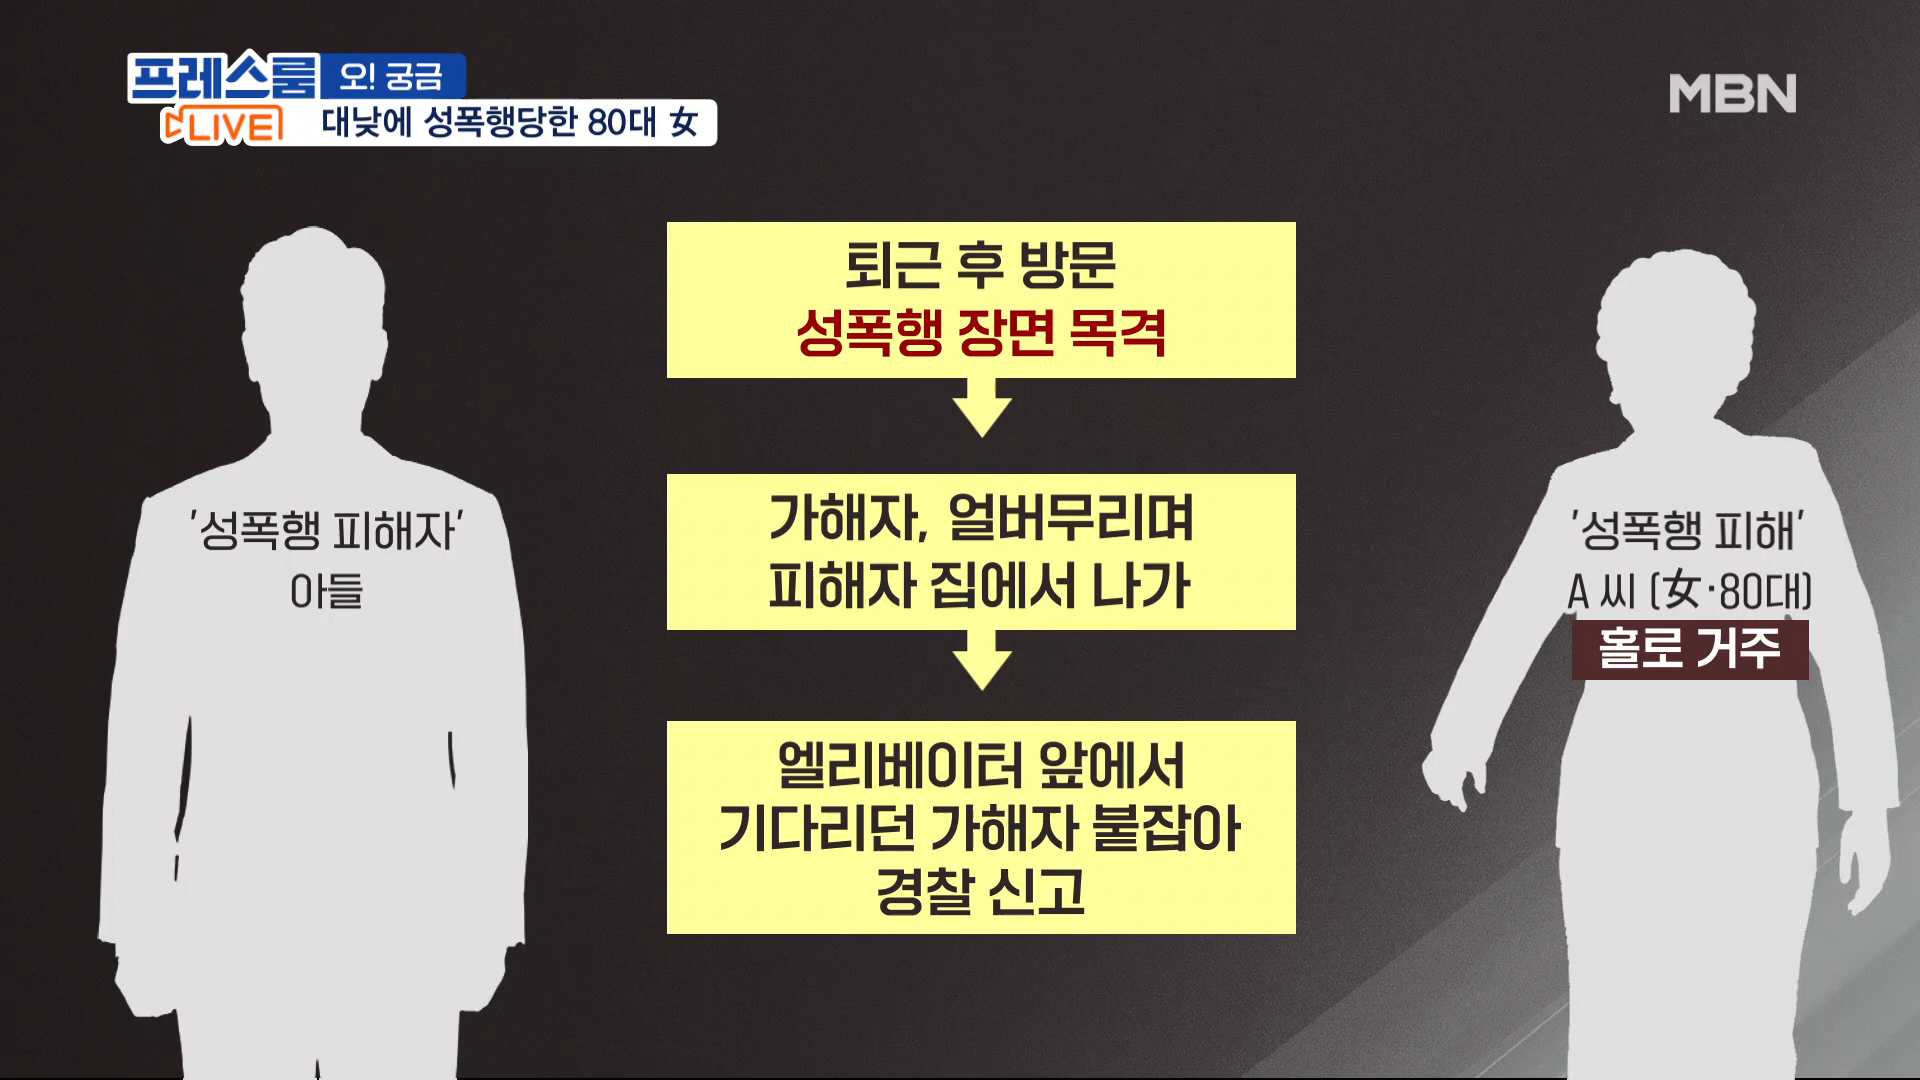 프레스룸 오! 궁금
LIVE 대낮에 성폭행당한 80대 女
MBN
퇴근 후 방문
성폭행 장면 목격
가해자, 얼버무리며
피해자 집에서 나가
엘리베이터 앞에서
기다리던 가해자 붙잡아
경찰 신고
'성폭행 피해자'
아들
'성폭행 피해'
A 씨 (女·80대)
홀로 거주